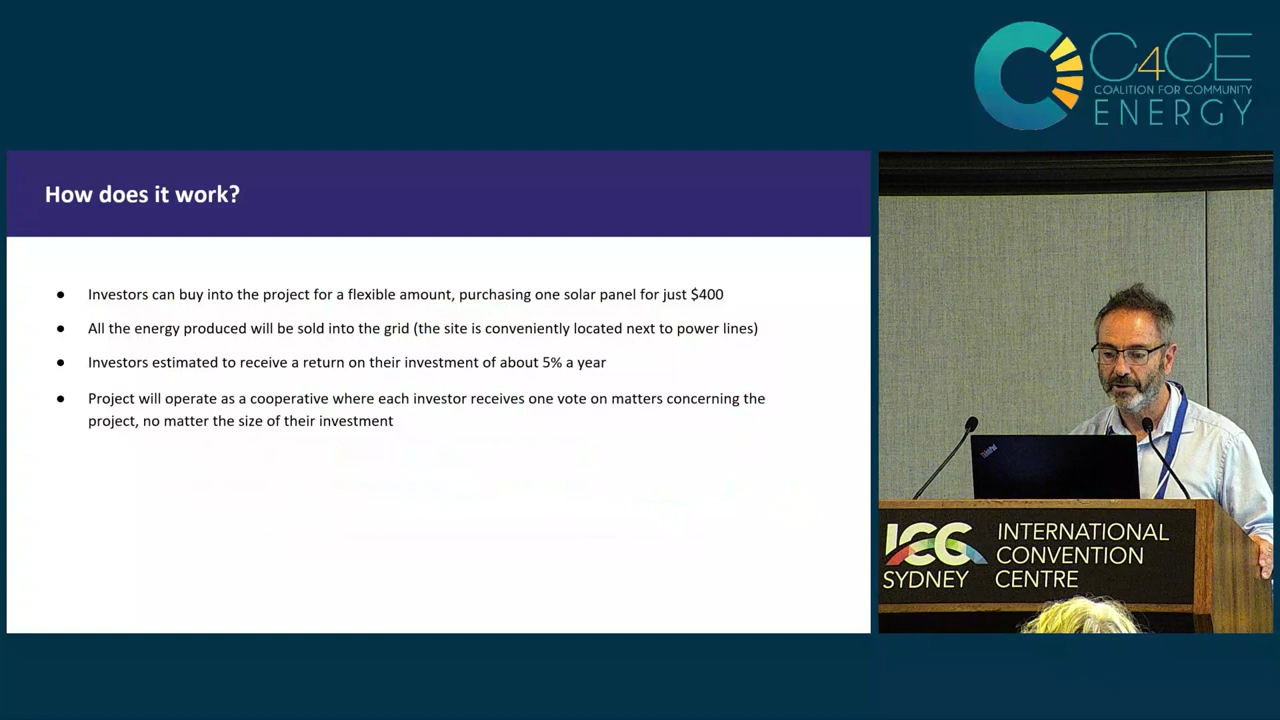 C4CE
COALITION FOR COMMUNITY
ENERGY
How does it work?
● Investors can buy into the project for a flexible amount, purchasing one solar panel for just $400
● All the energy produced will be sold into the grid (the site is conveniently located next to power lines)
● Investors estimated to receive a return on their investment of about 5% a year
● Project will operate as a cooperative where each investor receives one vote on matters concerning the
project, no matter the size of their investment
ThinkPad
ICC
SYDNEY
INTERNATIONAL
CONVENTION
CENTRE